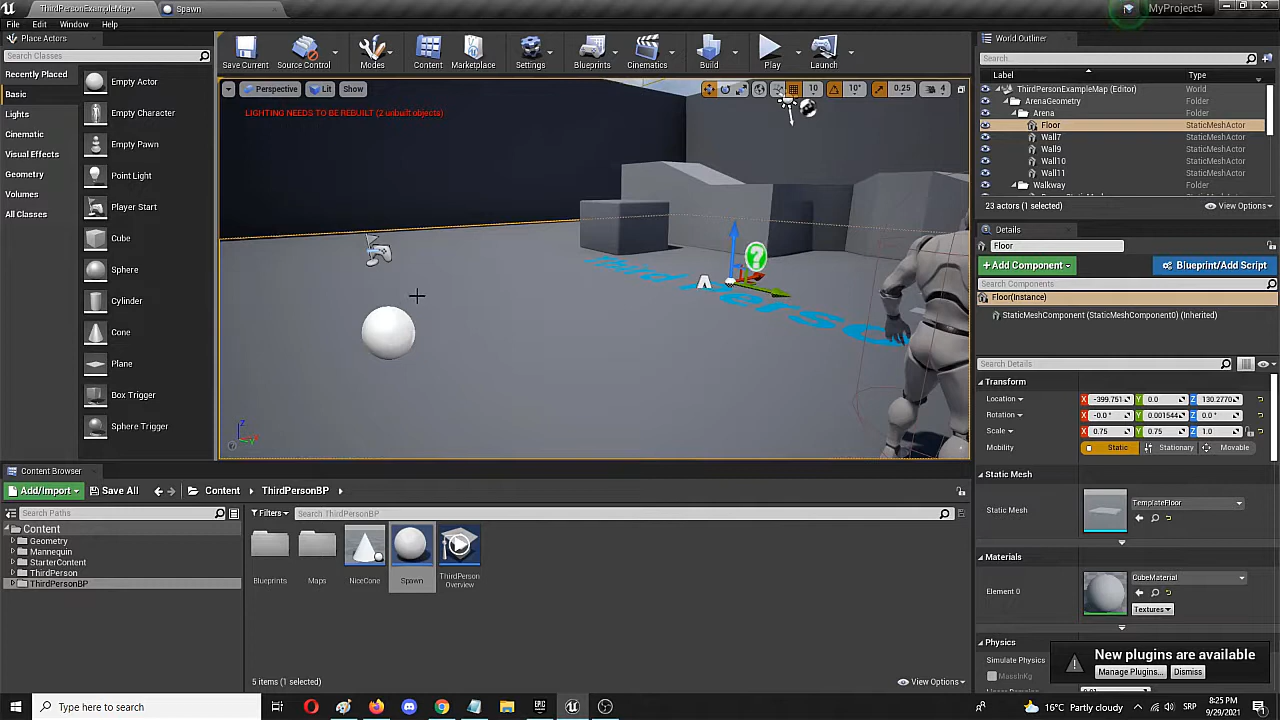 ThirdPersonExampleMap*
Spawn
MyProject5
File Edit Window Help
Place Actors
Search Classes
Recently Placed
Basic
Lights
Cinematic
Visual Effects
Geometry
Volumes
All Classes
Empty Actor
Empty Character
Empty Pawn
Point Light
Player Start
Cube
Sphere
Cylinder
Cone
Plane
Box Trigger
Sphere Trigger
Save Current
Source Control
Modes
Content
Marketplace
Settings
Blueprints
Cinematics
Build
Play
Launch
Perspective
Lit
Show
10
10°
0.25
4
LIGHTING NEEDS TO BE REBUILT (2 unbuilt objects)
Third Perso
World Outliner
Search...
Label Type
ThirdPersonExampleMap (Editor)
ArenaGeometry Folder
Arena Folder
Floor StaticMeshActor
Wall7 StaticMeshActor
Wall9 StaticMeshActor
Wall10 StaticMeshActor
Wall11 StaticMeshActor
Walkway Folder
23 actors (1 selected)
View Options
Details
Floor
+ Add Component
Blueprint/Add Script
Search Components
Floor(Instance)
StaticMeshComponent (StaticMeshComponent0) (Inherited)
Search Details
Transform
Location X -399.751 Y 0.0 Z 130.2770
Rotation X -0.0 ° Y 0.001544 Z 0.0 °
Scale X 0.75 Y 0.75 Z 1.0
Mobility Static Stationary Movable
Static Mesh
Static Mesh TemplateFloor
Materials
Element 0 CubeMaterial
Textures
Physics
Simulate Physics
MassInKg
New plugins are available
Manage Plugins... Dismiss
Content Browser
Add/Import Save All Content ThirdPersonBP
Search Paths
Filters
Search ThirdPersonBP
Content
Geometry
Mannequin
StarterContent
ThirdPerson
ThirdPersonBP
Blueprints
Maps
NiceCone
Spawn
ThirdPerson
Overview
5 items (1 selected)
View Options
Type here to search
16°C Partly cloudy
SRP
8:25 PM
9/29/2021